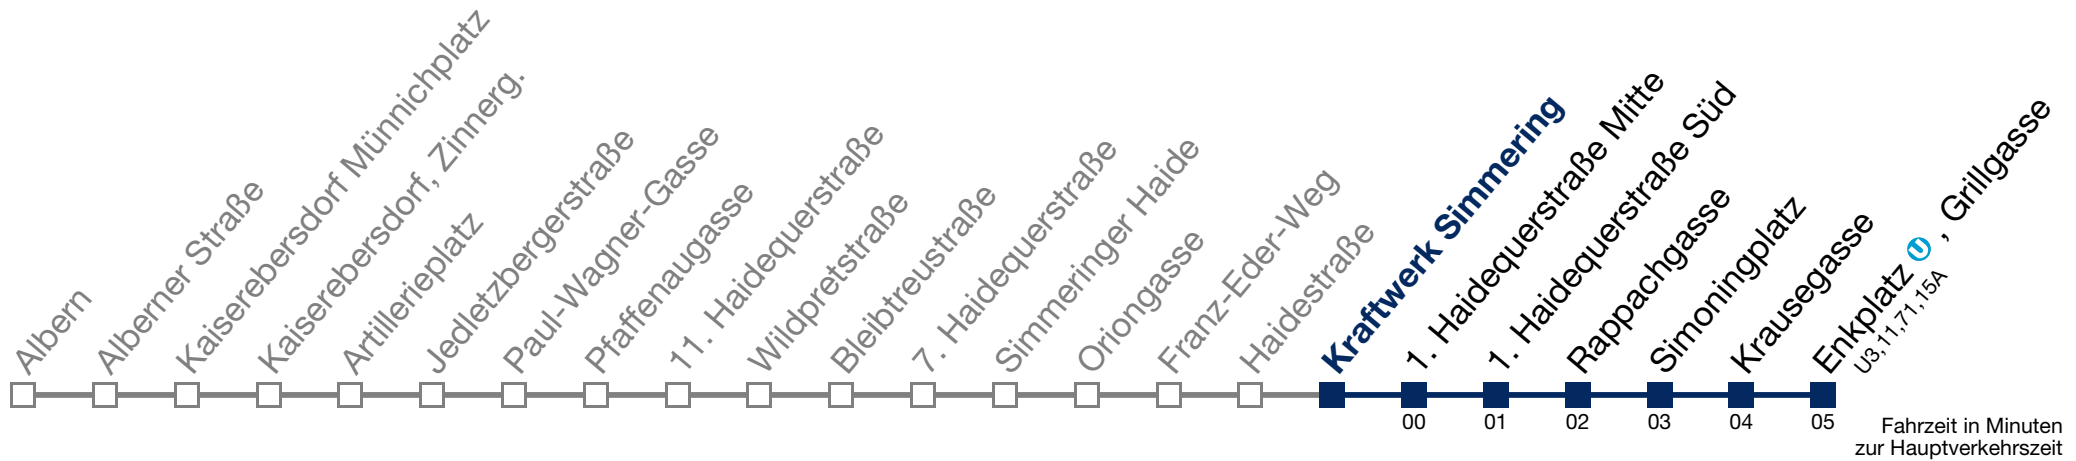 Albern
Alberner Straße
Kaiserebersdorf Münnichplatz
Kaiserebersdorf, Zinnerg.
Artillerieplatz
Jedletzbergerstraße
Paul-Wagner-Gasse
Pfaffenaugasse
11. Haidequerstraße
Wildpretstraße
Bleibtreustraße
7. Haidequerstraße
Simmeringer Haide
Oriongasse
Franz-Eder-Weg
Haidestraße
Kraftwerk Simmering
1. Haidequerstraße Mitte
1. Haidequerstraße Süd
Rappachgasse
Simoningplatz
Krausegasse
Enkplatz U , Grillgasse
U3,11,71,15A
00 01 02 03 04 05
Fahrzeit in Minuten
zur Hauptverkehrszeit